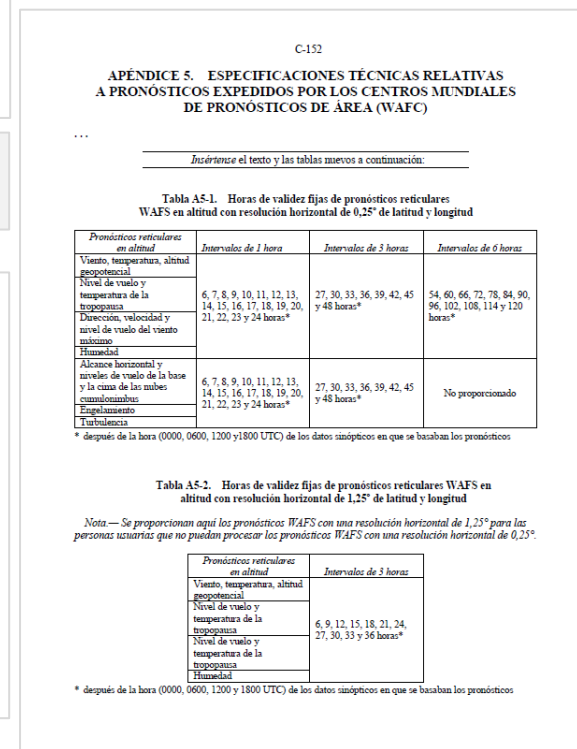 C-152
APÉNDICE 5. ESPECIFICACIONES TÉCNICAS RELATIVAS
A PRONÓSTICOS EXPEDIDOS POR LOS CENTROS MUNDIALES
DE PRONÓSTICOS DE ÁREA (WAFC)
. . .
Insértense el texto y las tablas nuevos a continuación:
Tabla A5-1. Horas de validez fijas de pronósticos reticulares
WAFS en altitud con resolución horizontal de 0,25° de latitud y longitud
Pronósticos reticulares
en altitud
Intervalos de 1 hora
Intervalos de 3 horas
Intervalos de 6 horas
Viento, temperatura, altitud
geopotencial
Nivel de vuelo y
temperatura de la
tropopausa
Dirección, velocidad y
nivel de vuelo del viento
máximo
Humedad
6, 7, 8, 9, 10, 11, 12, 13,
14, 15, 16, 17, 18, 19, 20,
21, 22, 23 y 24 horas*
27, 30, 33, 36, 39, 42, 45
y 48 horas*
54, 60, 66, 72, 78, 84, 90,
96, 102, 108, 114 y 120
horas*
Alcance horizontal y
niveles de vuelo de la base
y la cima de las nubes
cumulonimbus
Engelamiento
Turbulencia
6, 7, 8, 9, 10, 11, 12, 13,
14, 15, 16, 17, 18, 19, 20,
21, 22, 23 y 24 horas*
27, 30, 33, 36, 39, 42, 45
y 48 horas*
No proporcionado
* después de la hora (0000, 0600, 1200 y1800 UTC) de los datos sinópticos en que se basaban los pronósticos
Tabla A5-2. Horas de validez fijas de pronósticos reticulares WAFS en
altitud con resolución horizontal de 1,25° de latitud y longitud
Nota.— Se proporcionan aquí los pronósticos WAFS con una resolución horizontal de 1,25° para las
personas usuarias que no puedan procesar los pronósticos WAFS con una resolución horizontal de 0,25°.
Pronósticos reticulares
en altitud
Intervalos de 3 horas
Viento, temperatura, altitud
geopotencial
Nivel de vuelo y
temperatura de la
tropopausa
Nivel de vuelo y
temperatura de la
tropopausa
Humedad
6, 9, 12, 15, 18, 21, 24,
27, 30, 33 y 36 horas*
* después de la hora (0000, 0600, 1200 y 1800 UTC) de los datos sinópticos en que se basaban los pronósticos